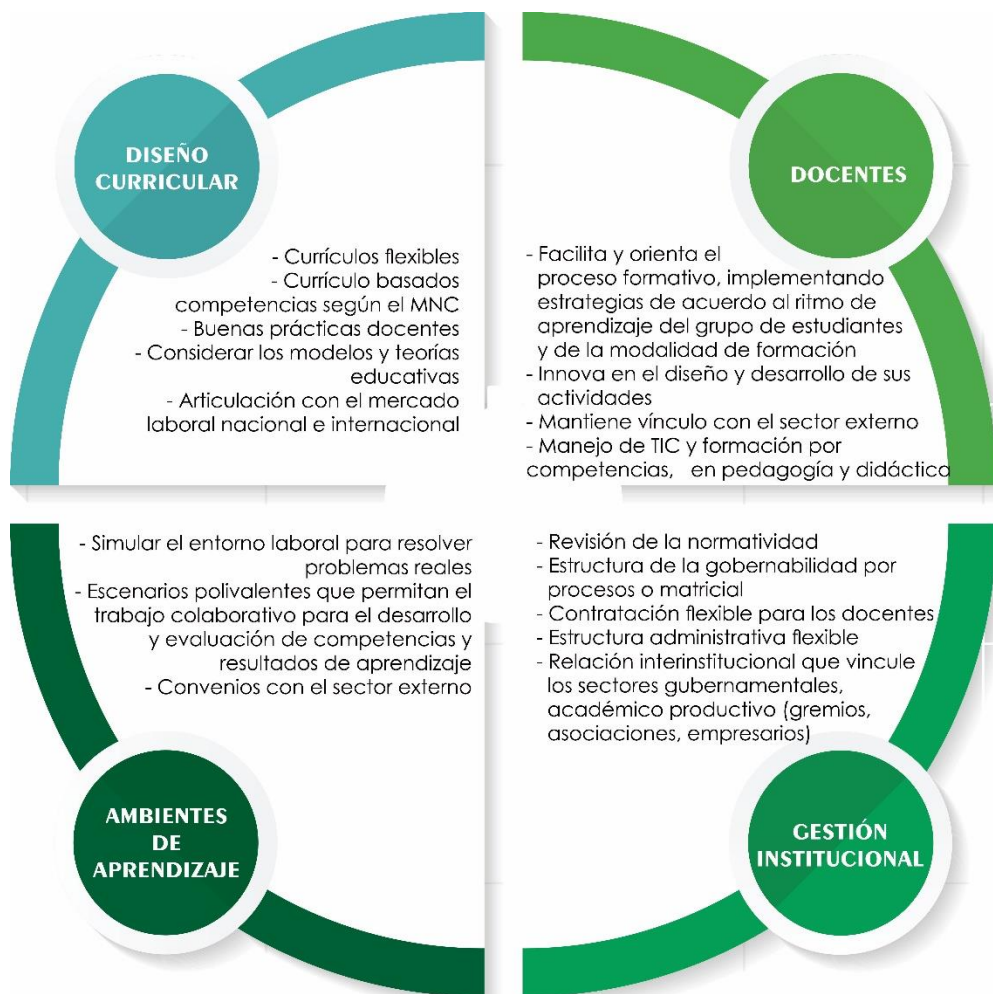 DISEÑO
CURRICULAR
- Currículos flexibles
- Currículo basados
competencias según el MNC
- Buenas prácticas docentes
- Considerar los modelos y teorías
educativas
- Articulación con el mercado
laboral nacional e internacional
DOCENTES
- Facilita y orienta el
proceso formativo, implementando
estrategias de acuerdo al ritmo de
aprendizaje del grupo de estudiantes
y de la modalidad de formación
- Innova en el diseño y desarrollo de sus
actividades
- Mantiene vínculo con el sector externo
- Manejo de TIC y formación por
competencias, en pedagogía y didáctica
- Simular el entorno laboral para resolver
problemas reales
- Escenarios polivalentes que permitan el
trabajo colaborativo para el desarrollo
y evaluación de competencias y
resultados de aprendizaje
- Convenios con el sector externo
AMBIENTES
DE
APRENDIZAJE
- Revisión de la normatividad
- Estructura de la gobernabilidad por
procesos o matricial
- Contratación flexible para los docentes
- Estructura administrativa flexible
- Relación interinstitucional que vincule
los sectores gubernamentales,
académico productivo (gremios,
asociaciones, empresarios)
GESTIÓN
INSTITUCIONAL